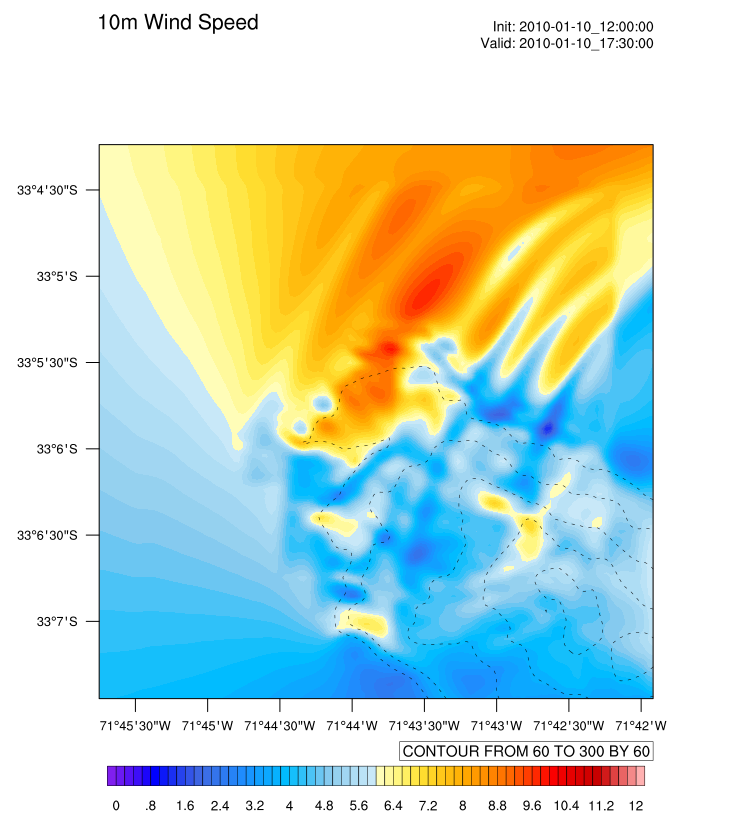 10m Wind Speed
Init: 2010-01-10_12:00:00
Valid: 2010-01-10_17:30:00
33°4'30"S
33°5'S
33°5'30"S
33°6'S
33°6'30"S
33°7'S
71°45'30"W 71°45'W 71°44'30"W 71°44'W 71°43'30"W 71°43'W 71°42'30"W 71°42'W
CONTOUR FROM 60 TO 300 BY 60
0 .8 1.6 2.4 3.2 4 4.8 5.6 6.4 7.2 8 8.8 9.6 10.4 11.2 12